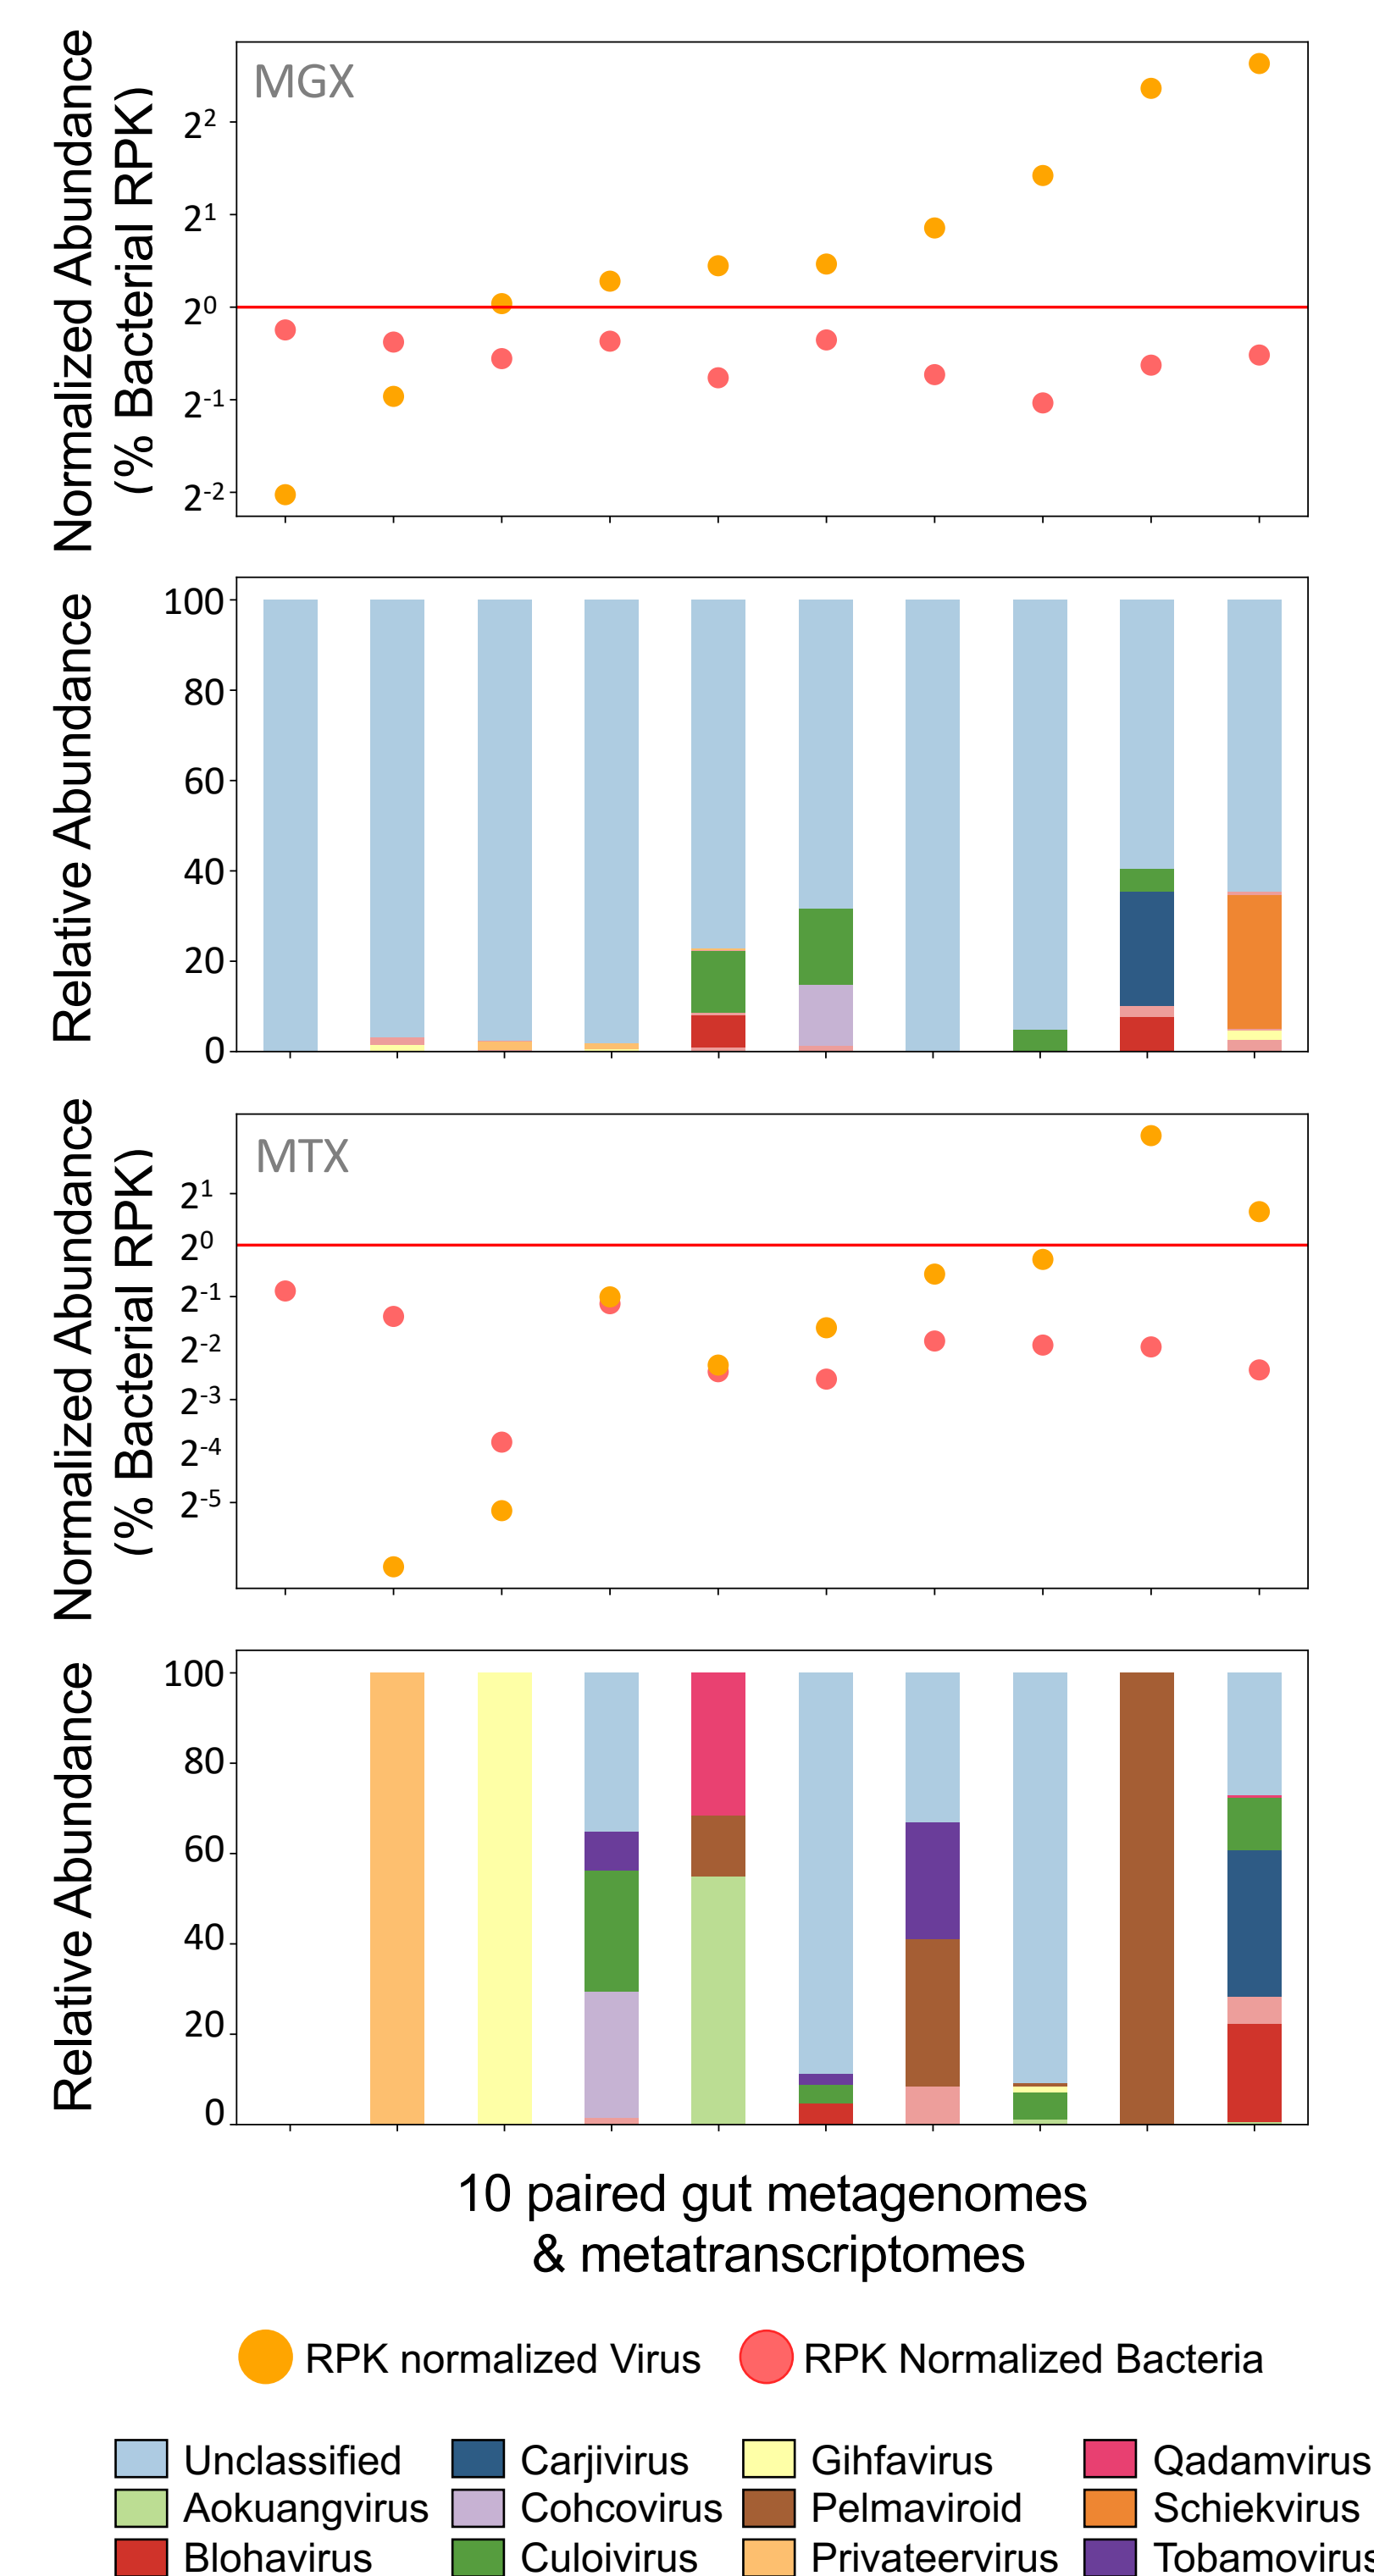 Normalized Abundance
(% Bacterial RPK)
MGX
2²
2¹
2⁰
2⁻¹
2⁻²
Relative Abundance
100
80
60
40
20
0
Normalized Abundance
(% Bacterial RPK)
MTX
2¹
2⁰
2⁻¹
2⁻²
2⁻³
2⁻⁴
2⁻⁵
Relative Abundance
100
80
60
40
20
0
10 paired gut metagenomes
& metatranscriptomes
RPK normalized Virus RPK Normalized Bacteria
Unclassified Carjivirus Gihfavirus Qadamvirus
Aokuangvirus Cohcovirus Pelmaviroid Schiekvirus
Blohavirus Culoivirus Privateervirus Tobamovirus